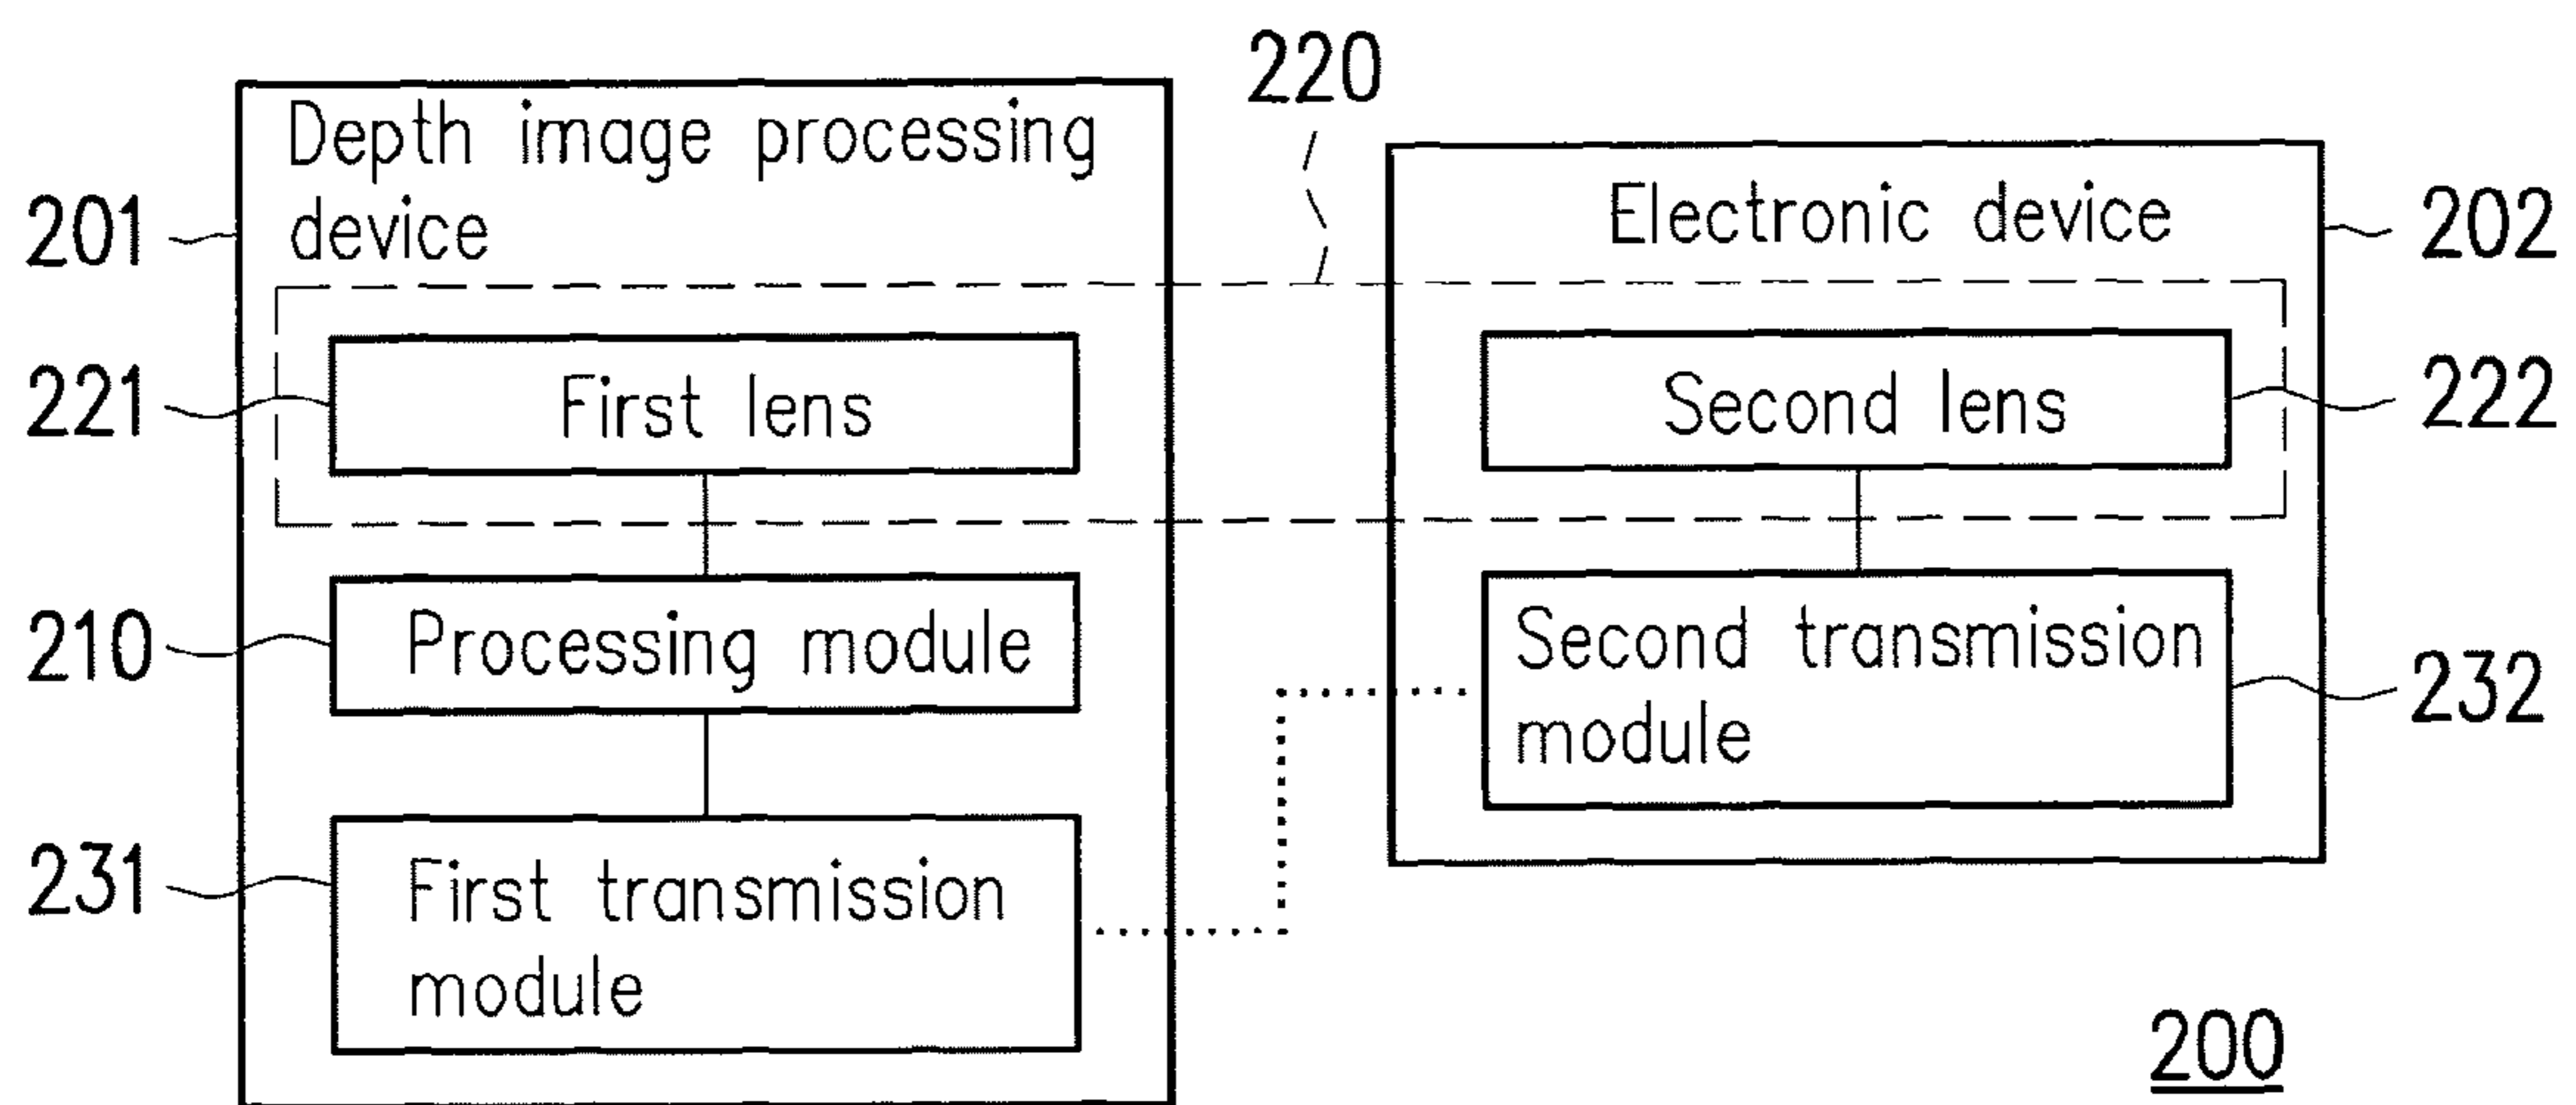 220
Depth image processing
device
201
Electronic device
202
221
First lens
Second lens
222
210
Processing module
Second transmission
module
232
231
First transmission
module
200